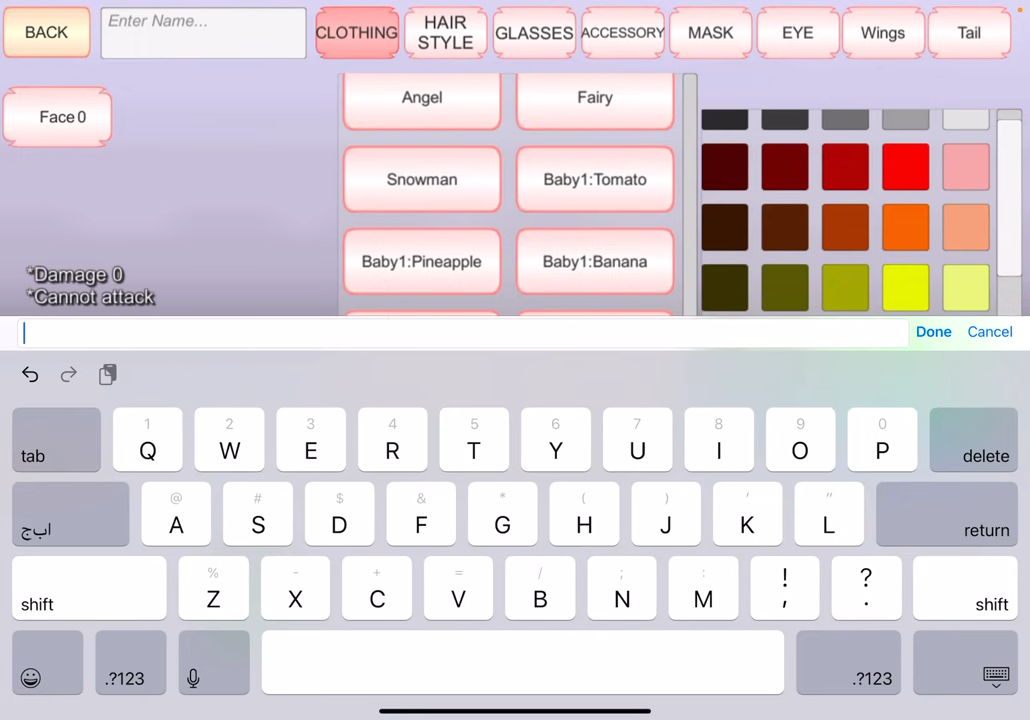 BACK
Enter Name...
CLOTHING
HAIR
STYLE
GLASSES
ACCESSORY
MASK
EYE
Wings
Tail
Face0
Angel
Fairy
Snowman
Baby1:Tomato
Baby1:Pineapple
Baby1:Banana
*Damage 0
*Cannot attack
Done
Cancel
1 2 3 4 5 6 7 8 9 0
tab Q W E R T Y U I O P delete
@ # $ & * ( ) ' "
ابج A S D F G H J K L return
% - + = / ; : ! ?
shift Z X C V B N M , . shift
.?123 .?123